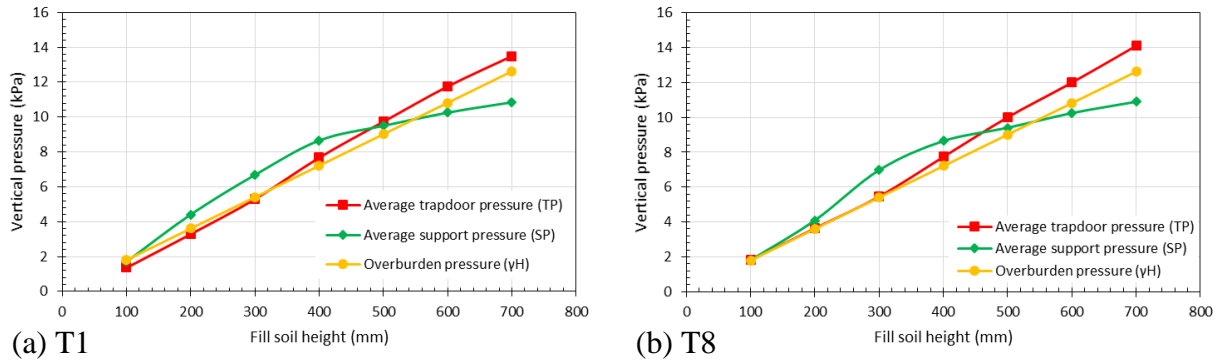 16
14
12
10
8
6
4
2
0
Vertical pressure (kPa)
Average trapdoor pressure (TP)
Average support pressure (SP)
Overburden pressure (γH)
0 100 200 300 400 500 600 700 800
Fill soil height (mm)
(a) T1
16
14
12
10
8
6
4
2
0
Vertical pressure (kPa)
Average trapdoor pressure (TP)
Average support pressure (SP)
Overburden pressure (γH)
0 100 200 300 400 500 600 700 800
Fill soil height (mm)
(b) T8